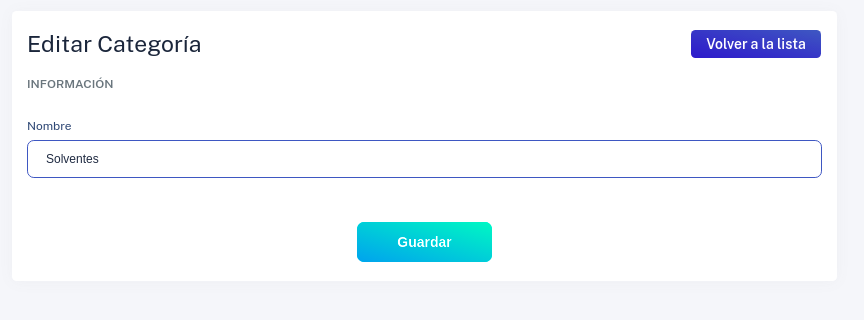 Editar Categoría
Volver a la lista
INFORMACIÓN
Nombre
Solventes
Guardar